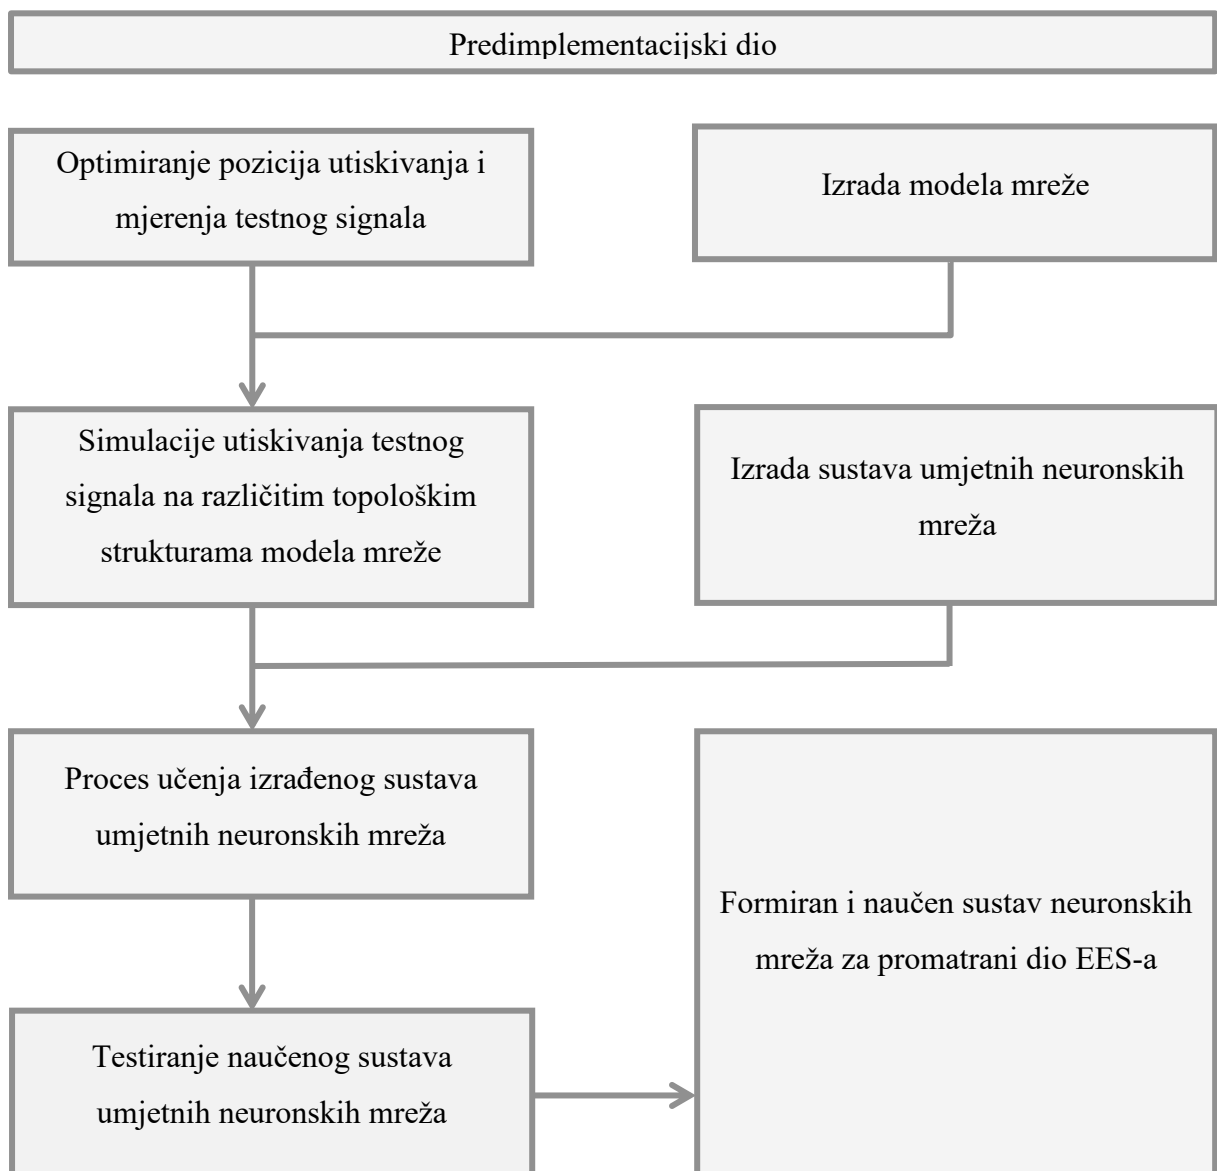 Predimplementacijski dio
Optimiranje pozicija utiskivanja i
mjerenja testnog signala
Izrada modela mreže
Simulacije utiskivanja testnog
signala na različitim topološkim
strukturama modela mreže
Izrada sustava umjetnih neuronskih
mreža
Proces učenja izrađenog sustava
umjetnih neuronskih mreža
Formiran i naučen sustav neuronskih
mreža za promatrani dio EES-a
Testiranje naučenog sustava
umjetnih neuronskih mreža